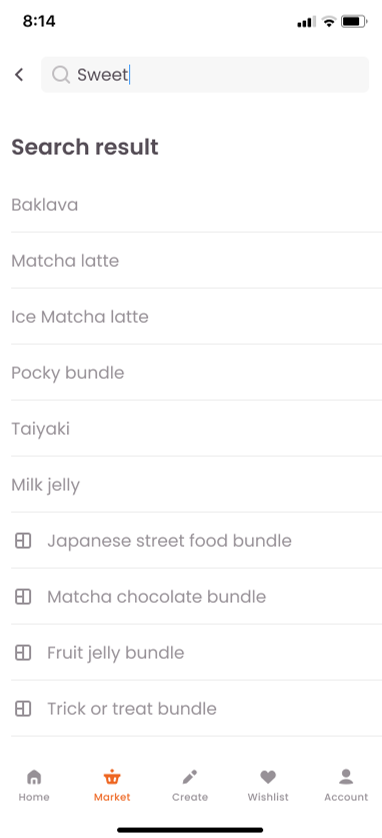 8:14
Sweet
Search result
Baklava
Matcha latte
Ice Matcha latte
Pocky bundle
Taiyaki
Milk jelly
Japanese street food bundle
Matcha chocolate bundle
Fruit jelly bundle
Trick or treat bundle
Home Market Create Wishlist Account